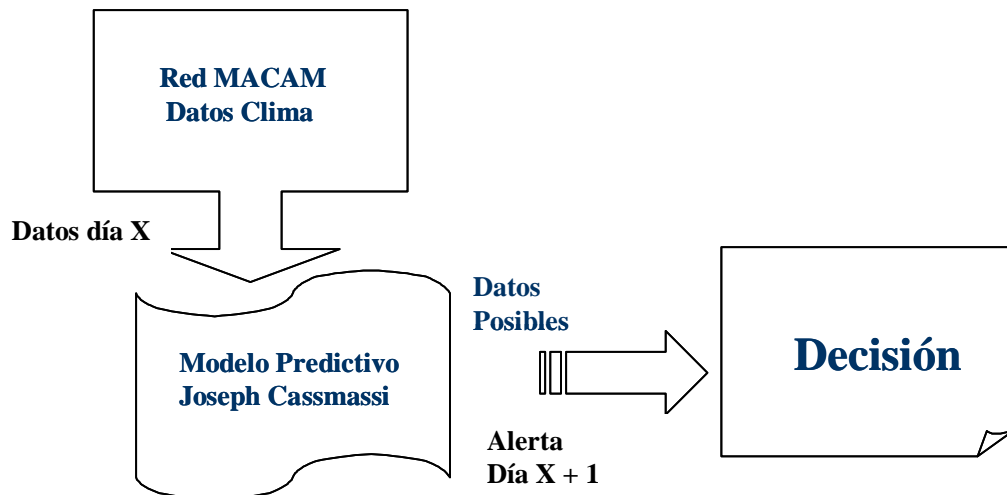 Red MACAM
Datos Clima
Datos día X
Modelo Predictivo
Joseph Cassmassi
Datos
Posibles
Alerta
Día X + 1
Decisión